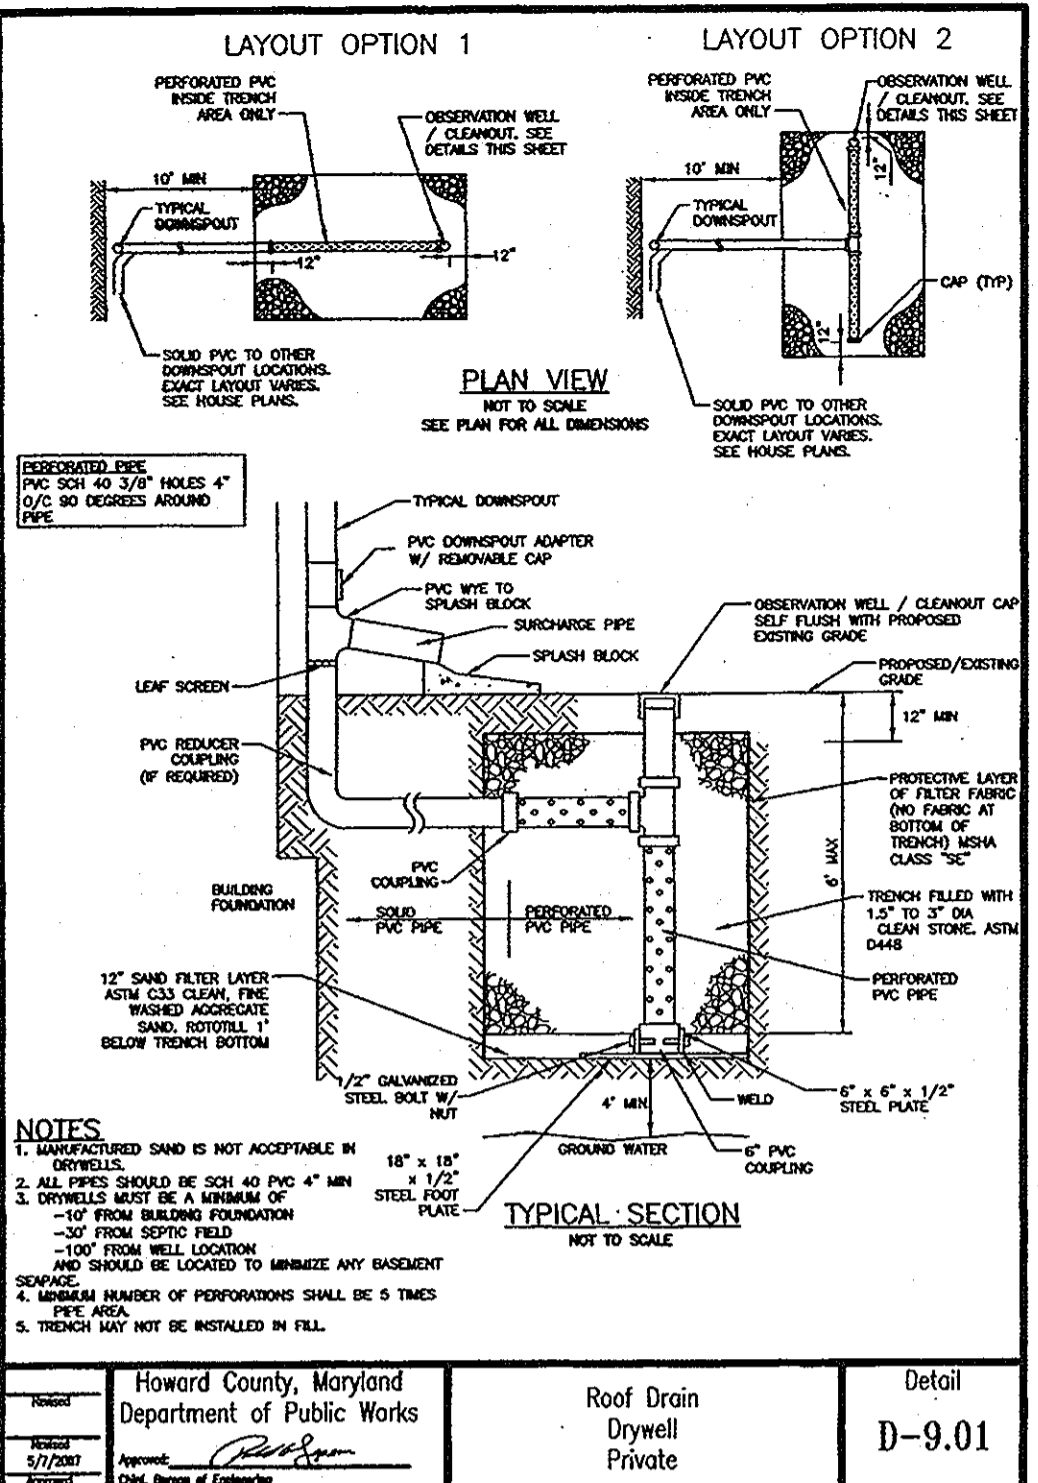 LAYOUT OPTION 1
PERFORATED PVC
INSIDE TRENCH
AREA ONLY
OBSERVATION WELL
/ CLEANOUT. SEE
DETAILS THIS SHEET
10' MIN
TYPICAL
DOWNSPOUT
12"
12"
SOLID PVC TO OTHER
DOWNSPOUT LOCATIONS.
EXACT LAYOUT VARIES.
SEE HOUSE PLANS.
LAYOUT OPTION 2
PERFORATED PVC
INSIDE TRENCH
AREA ONLY
OBSERVATION WELL
/ CLEANOUT. SEE
DETAILS THIS SHEET
12"
10' MIN
TYPICAL
DOWNSPOUT
CAP (TYP)
12"
SOLID PVC TO OTHER
DOWNSPOUT LOCATIONS.
EXACT LAYOUT VARIES.
SEE HOUSE PLANS.
PLAN VIEW
NOT TO SCALE
SEE PLAN FOR ALL DIMENSIONS
PERFORATED PIPE
PVC SCH 40 3/8" HOLES 4"
O/C 90 DEGREES AROUND
PIPE
TYPICAL DOWNSPOUT
PVC DOWNSPOUT ADAPTER
W/ REMOVABLE CAP
PVC WYE TO
SPLASH BLOCK
SURCHARGE PIPE
SPLASH BLOCK
LEAF SCREEN
OBSERVATION WELL / CLEANOUT CAP
SELF FLUSH WITH PROPOSED
EXISTING GRADE
PROPOSED/EXISTING
GRADE
12" MIN
PVC REDUCER
COUPLING
(IF REQUIRED)
PROTECTIVE LAYER
OF FILTER FABRIC
(NO FABRIC AT
BOTTOM OF
TRENCH) MSHA
CLASS "SE"
6' MAX
PVC
COUPLING
BUILDING
FOUNDATION
SOLID
PVC PIPE
PERFORATED
PVC PIPE
TRENCH FILLED WITH
1.5" TO 3" DIA
CLEAN STONE. ASTM
D448
PERFORATED
PVC PIPE
12" SAND FILTER LAYER
ASTM C33 CLEAN, FINE
WASHED AGGREGATE
SAND. ROTOTILL 1'
BELOW TRENCH BOTTOM
1/2" GALVANIZED
STEEL BOLT W/
NUT
4' MIN
WELD
6" x 6" x 1/2"
STEEL PLATE
GROUND WATER
6" PVC
COUPLING
18" x 18"
x 1/2"
STEEL FOOT
PLATE
TYPICAL SECTION
NOT TO SCALE
NOTES
1. MANUFACTURED SAND IS NOT ACCEPTABLE IN
DRYWELLS.
2. ALL PIPES SHOULD BE SCH 40 PVC 4" MIN
3. DRYWELLS MUST BE A MINIMUM OF
-10' FROM BUILDING FOUNDATION
-30' FROM SEPTIC FIELD
-100' FROM WELL LOCATION
AND SHOULD BE LOCATED TO MINIMIZE ANY BASEMENT
SEAPAGE.
4. MINIMUM NUMBER OF PERFORATIONS SHALL BE 5 TIMES
PIPE AREA.
5. TRENCH MAY NOT BE INSTALLED IN FILL.
Revised
Revised
5/7/2007
Approved
Howard County, Maryland
Department of Public Works
Approved:
Chief, Bureau of Engineering
Roof Drain
Drywell
Private
Detail
D-9.01